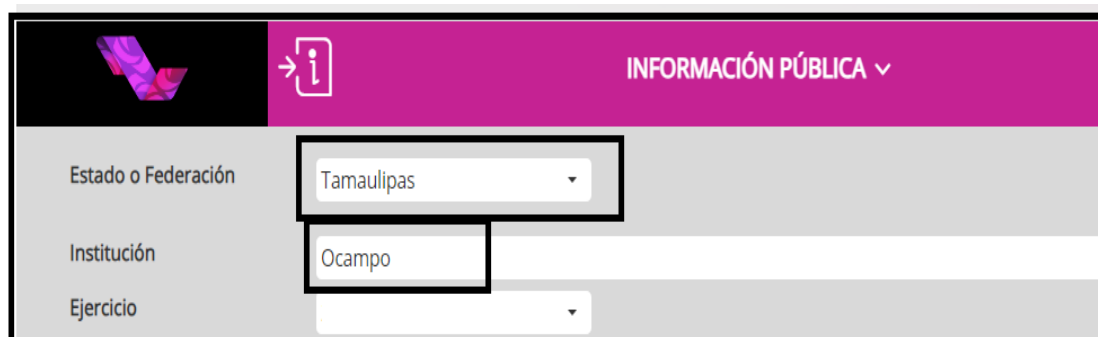 INFORMACIÓN PÚBLICA
Estado o Federación Tamaulipas
Institución Ocampo
Ejercicio